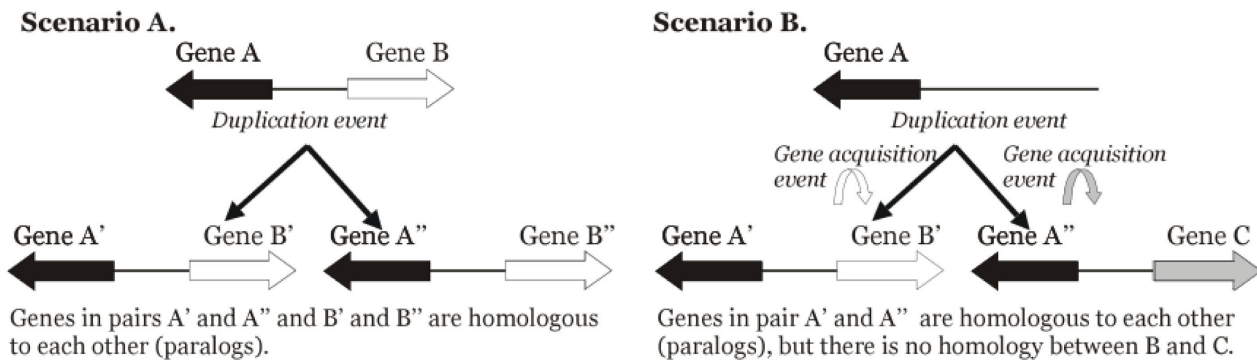 Scenario A.
Gene A
Gene B
Duplication event
Gene A’
Gene B’
Gene A”
Gene B”
Genes in pairs A’ and A” and B’ and B” are homologous
to each other (paralogs).
Scenario B.
Gene A
Duplication event
Gene acquisition
event
Gene acquisition
event
Gene A’
Gene B’
Gene A”
Gene C
Genes in pair A’ and A” are homologous to each other
(paralogs), but there is no homology between B and C.